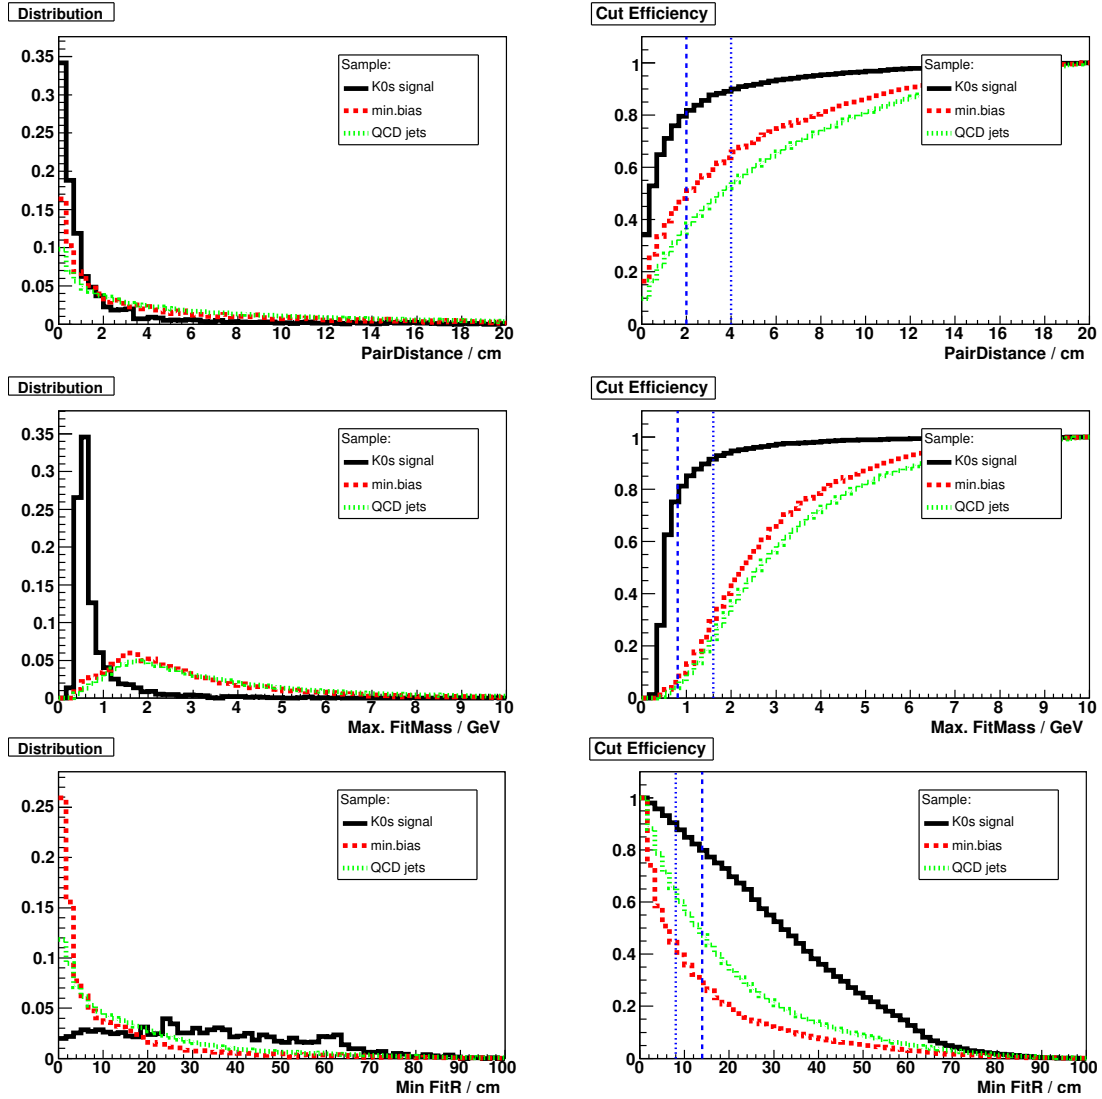 Distribution
Cut Efficiency
0.35
0.3
0.25
0.2
0.15
0.1
0.05
0
0 2 4 6 8 10 12 14 16 18 20
PairDistance / cm
Sample:
K0s signal
min.bias
QCD jets
1
0.8
0.6
0.4
0.2
0
0 2 4 6 8 10 12 14 16 18 20
PairDistance / cm
Sample:
K0s signal
min.bias
QCD jets
Distribution
Cut Efficiency
0.35
0.3
0.25
0.2
0.15
0.1
0.05
0
0 1 2 3 4 5 6 7 8 9 10
Max. FitMass / GeV
Sample:
K0s signal
min.bias
QCD jets
1
0.8
0.6
0.4
0.2
0
0 1 2 3 4 5 6 7 8 9 10
Max. FitMass / GeV
Sample:
K0s signal
min.bias
QCD jets
Distribution
Cut Efficiency
0.25
0.2
0.15
0.1
0.05
0
0 10 20 30 40 50 60 70 80 90 100
Min FitR / cm
Sample:
K0s signal
min.bias
QCD jets
1
0.8
0.6
0.4
0.2
0
0 10 20 30 40 50 60 70 80 90 100
Min FitR / cm
Sample:
K0s signal
min.bias
QCD jets